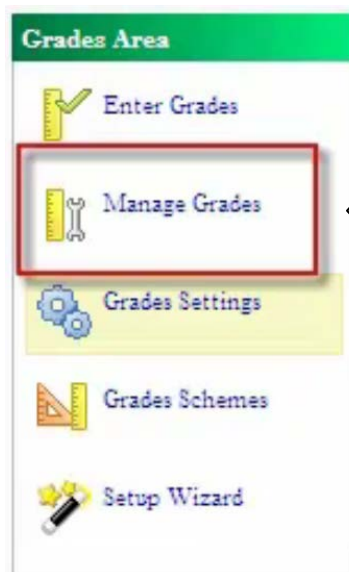 Grades Area
Enter Grades
Manage Grades
Grades Settings
Grades Schemes
Setup Wizard